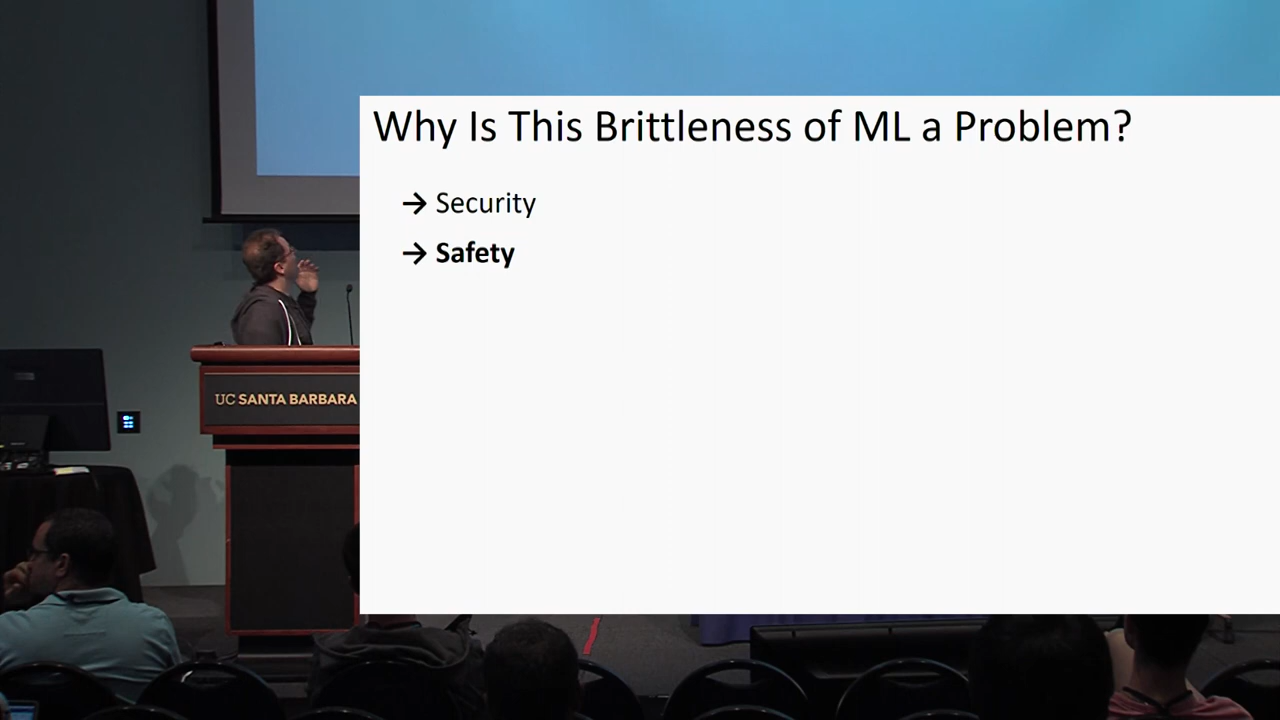 Why Is This Brittleness of ML a Problem?
→ Security
→ Safety
UC SANTA BARBARA